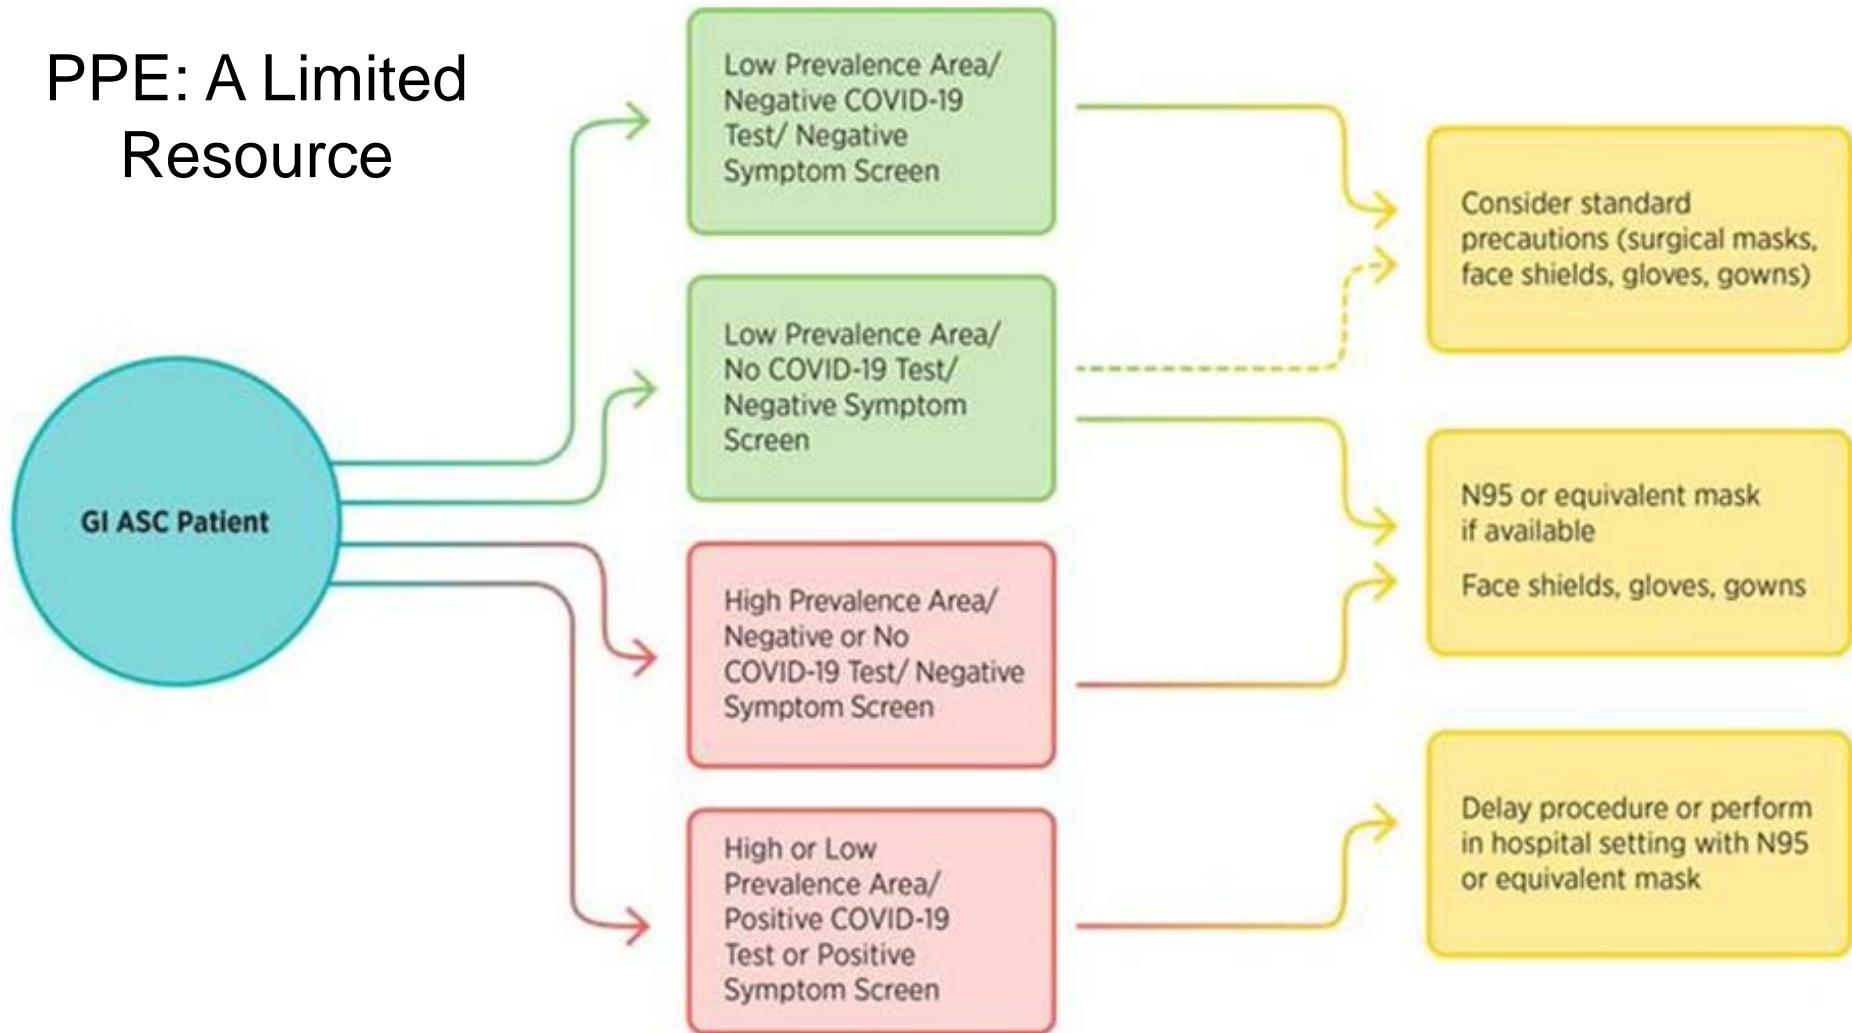 PPE: A Limited
Resource
GI ASC Patient
Low Prevalence Area/
Negative COVID-19
Test/ Negative
Symptom Screen
Low Prevalence Area/
No COVID-19 Test/
Negative Symptom
Screen
High Prevalence Area/
Negative or No
COVID-19 Test/ Negative
Symptom Screen
High or Low
Prevalence Area/
Positive COVID-19
Test or Positive
Symptom Screen
Consider standard
precautions (surgical masks,
face shields, gloves, gowns)
N95 or equivalent mask
if available
Face shields, gloves, gowns
Delay procedure or perform
in hospital setting with N95
or equivalent mask